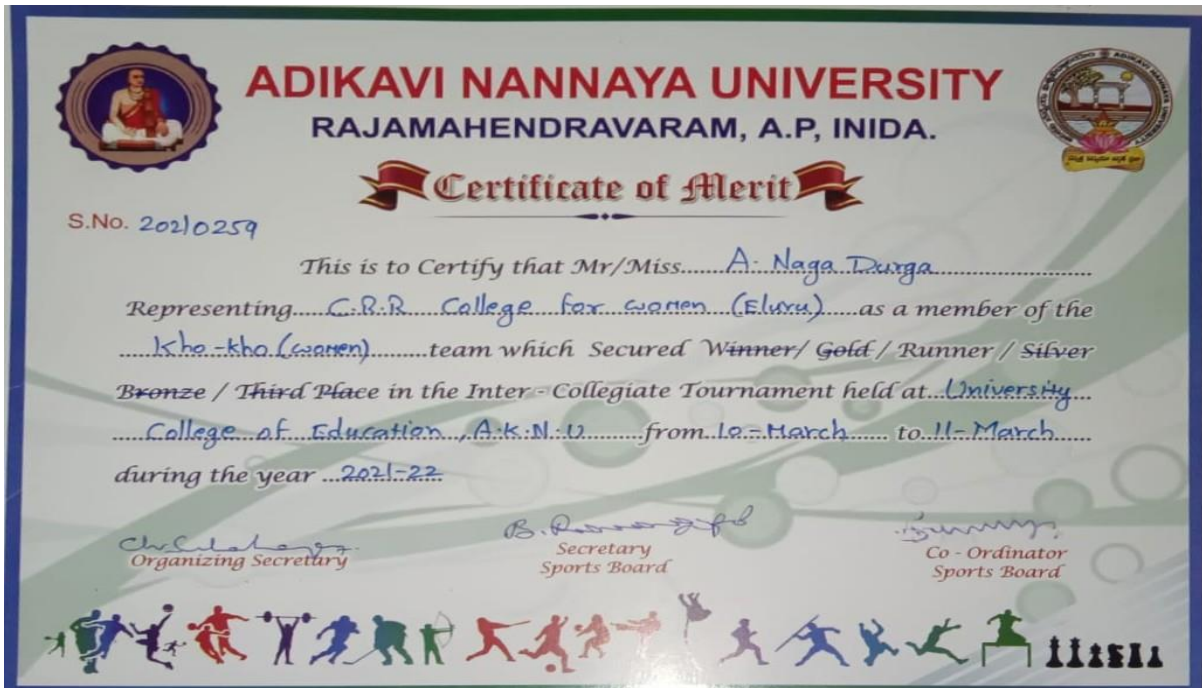 ADIKAVI NANNAYA UNIVERSITY
RAJAMAHENDRAVARAM, A.P, INIDA.
Certificate of Merit
S.No. 20210259
This is to Certify that Mr/Miss......A. Naga Durga......
Representing.....C.R.R College for women (Eluru).....as a member of the
.....Kho-kho (women)........team which Secured Winner/ Gold / Runner / Silver
Bronze / Third Place in the Inter - Collegiate Tournament held at...University...
.....College of Education, A.K.N.U........from..10-March..... to..11-March.....
during the year ...2021-22
Organizing Secretary
Secretary
Sports Board
Co - Ordinator
Sports Board